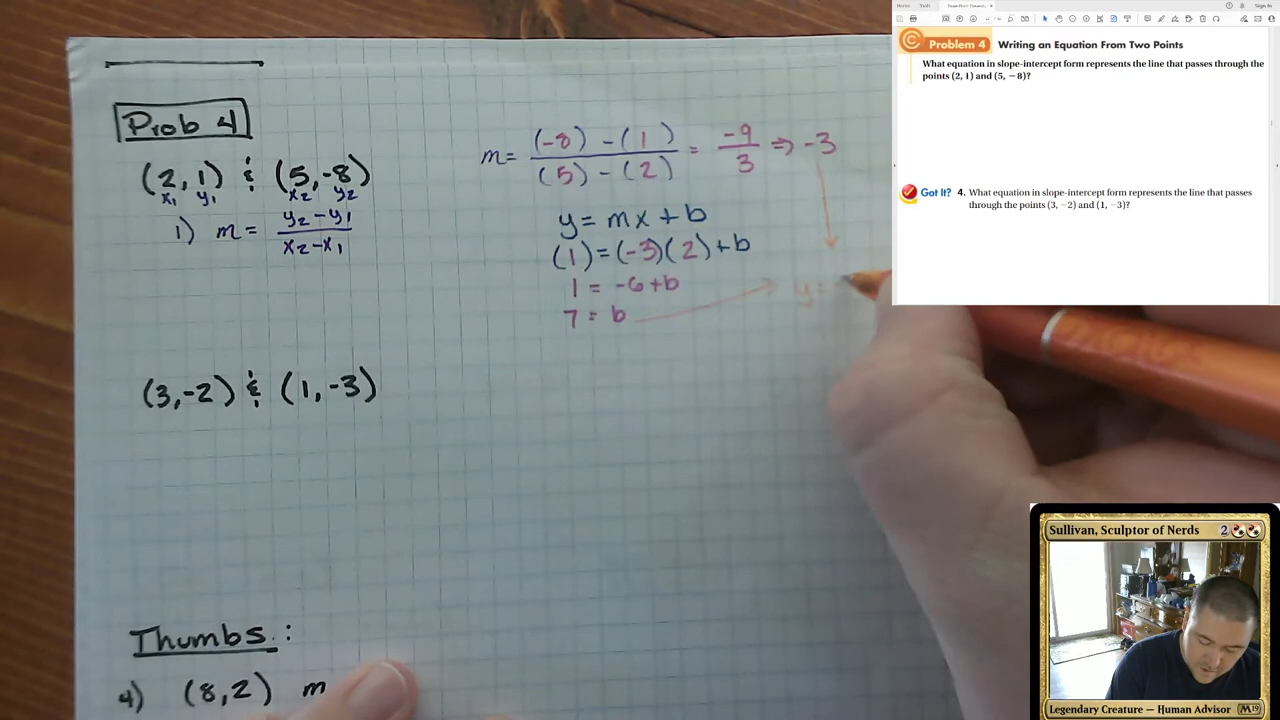 Home Tools
Sign In
C Problem 4 Writing an Equation From Two Points
What equation in slope-intercept form represents the line that passes through the
points (2, 1) and (5, −8)?
Got It? 4. What equation in slope-intercept form represents the line that passes
through the points (3, −2) and (1, −3)?
Prob 4
(2, 1) & (5, -8)
x₁ y₁ x₂ y₂
1) m = y₂-y₁ / x₂-x₁
m = (-8) - (1) / (5) - (2) = -9/3 ⇒ -3
y = mx + b
(1) = (-3)(2) + b
1 = -6 + b
7 = b
y =
(3, -2) & (1, -3)
Thumbs:
4) (8, 2) m
Sullivan, Sculptor of Nerds 2
Legendary Creature — Human Advisor M19